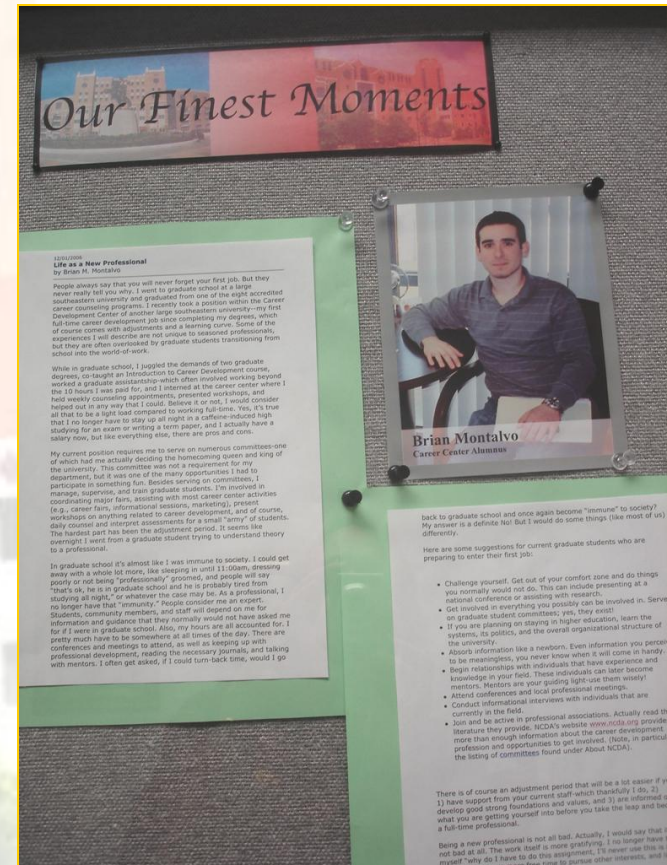 Our Finest Moments
12/01/2006
Life as a New Professional
by Brian M. Montalvo
People always say that you will never forget your first job. But they
never really tell you why. I went to graduate school at a large
southeastern university and graduated from one of the eight accredited
career counseling programs. I recently took a position within the Career
Development Center of another large southeastern university—my first
full-time career development job since completing my degrees, which
of course comes with adjustments and a learning curve. Some of the
experiences I will describe are not unique to seasoned professionals,
but they are often overlooked by graduate students transitioning from
school into the world-of-work.
While in graduate school, I juggled the demands of two graduate
degrees, co-taught an Introduction to Career Development course,
worked a graduate assistantship-which often involved working beyond
the 10 hours I was paid for, and I interned at the career center where I
held weekly counseling appointments, presented workshops, and
helped out in any way that I could. Believe it or not, I would consider
all that to be a light load compared to working full-time. Yes, it's true
that I no longer have to stay up all night in a caffeine-induced high
studying for an exam or writing a term paper, and I actually have a
salary now, but like everything else, there are pros and cons.
My current position requires me to serve on numerous committees-one
of which had me actually deciding the homecoming queen and king of
the university. This committee was not a requirement for my
department, but it was one of the many opportunities I had to
participate in something fun. Besides serving on committees, I
manage, supervise, and train graduate students. I'm involved in
coordinating major fairs, assisting with most career center activities
(e.g., career fairs, informational sessions, marketing), present
workshops on anything related to career development, and of course,
daily counsel and interpret assessments for a small "army" of students.
The hardest part has been the adjustment period. It seems like
overnight I went from a graduate student trying to understand theory
to a professional.
In graduate school it's almost like I was immune to society. I could get
away with a whole lot more, like sleeping in until 11:00am, dressing
poorly or not being "professionally" groomed, and people will say
"that's ok, he is in graduate school and he is probably tired from
studying all night," or whatever the case may be. As a professional, I
no longer have that "immunity." People consider me an expert.
Students, community members, and staff will depend on me for
information and guidance that they normally would not have asked me
for if I were in graduate school. Also, my hours are all accounted for. I
pretty much have to be somewhere at all times of the day. There are
conferences and meetings to attend, as well as keeping up with
professional development, reading the necessary journals, and talking
with mentors. I often get asked, if I could turn-back time, would I go
Brian Montalvo
Career Center Alumnus
back to graduate school and once again become "immune" to society?
My answer is a definite No! But I would do some things (like most of us)
differently.
Here are some suggestions for current graduate students who are
preparing to enter their first job:
• Challenge yourself. Get out of your comfort zone and do things
you normally would not do. This can include presenting at a
national conference or assisting with research.
• Get involved in everything you possibly can be involved in. Serve
on graduate student committees; yes, they exist!
• If you are planning on staying in higher education, learn the
systems, its politics, and the overall organizational structure of
the university.
• Absorb information like a newborn. Even information you
to be meaningless, you never know when it will come in handy.
• Begin relationships with individuals that have experience and
knowledge in your field. These individuals can later become
mentors. Mentors are your guiding light-use them wisely!
• Attend conferences and local professional meetings.
• Conduct informational interviews with individuals that are
currently in the field.
• Join and be active in professional associations. Actually read the
literature they provide. NCDA's website www.ncda.org
more than enough information about the career development
profession and opportunities to get involved. (Note, in
the listing of committees found under About NCDA).
There is of course an adjustment period that will be a lot easier if
1) have support from your current staff-which thankfully I do, 2)
develop good strong foundations and values, and 3) are informed
what you are getting yourself into before you take the leap and
a full-time professional.
Being a new professional is not all bad. Actually, I would say that
not bad at all. The work itself is more gratifying. I no longer have
myself "why do I have to do this assignment, I'll never use this
free time to pursue other interests,